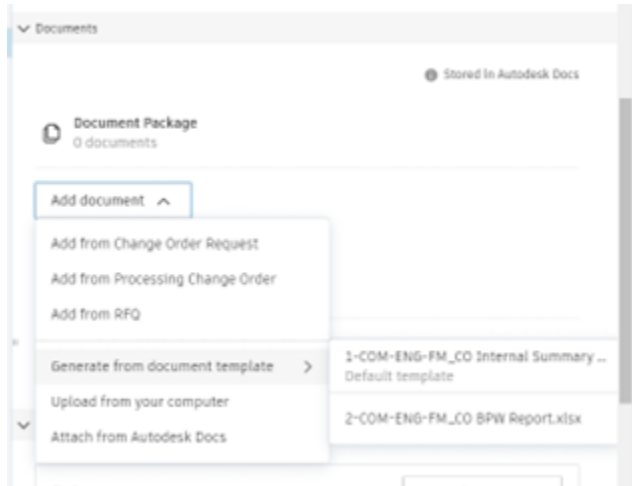 Documents
Stored in Autodesk Docs
Document Package
0 documents
Add document
Add from Change Order Request
Add from Processing Change Order
Add from RFQ
Generate from document template
1-COM-ENG-FM_CO Internal Summary ...
Default template
Upload from your computer
2-COM-ENG-FM_CO BPW Report.xlsx
Attach from Autodesk Docs